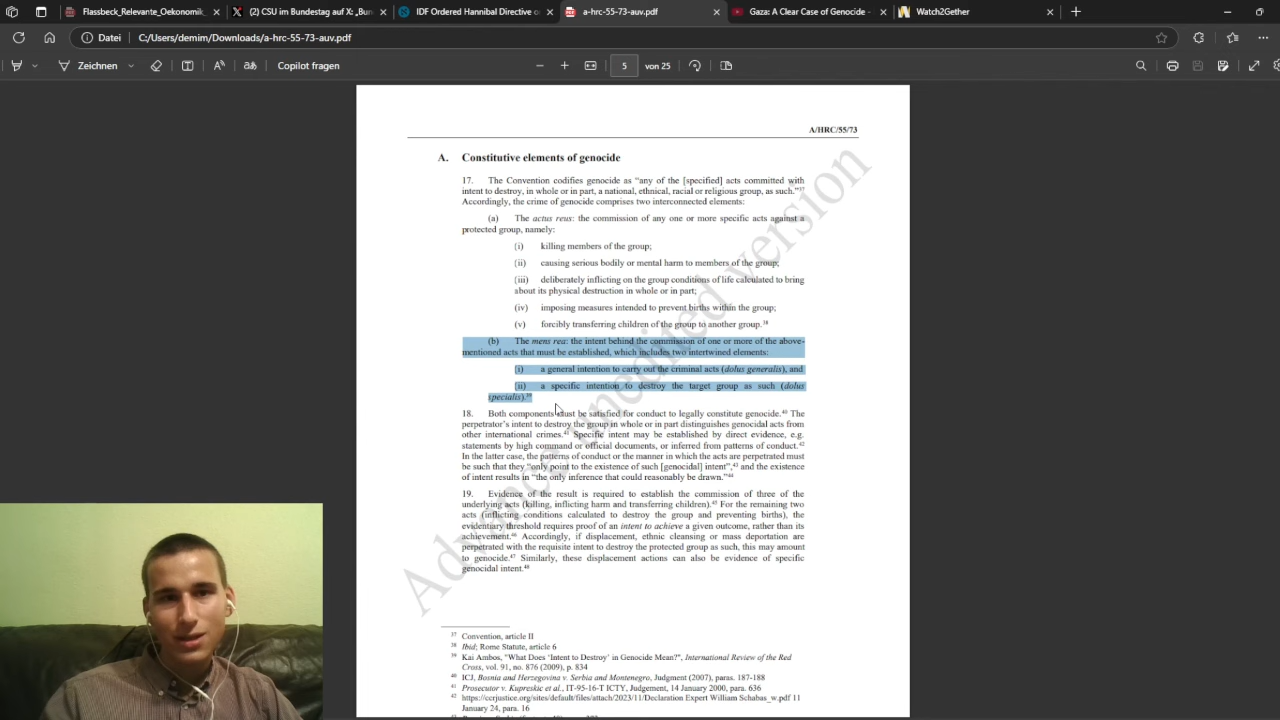 Flassbeck_Relevante_Oekonomik
(2) CSU im Bundestag auf X: „Bun
IDF Ordered Hannibal Directive o
a-hrc-55-73-auv.pdf
Gaza: A Clear Case of Genocide -
Watch2Gether
Datei
C:/Users/demim/Downloads/a-hrc-55-73-auv.pdf
Zeichnen
Copilot fragen
5
von 25
A/HRC/55/73
A. Constitutive elements of genocide
17. The Convention codifies genocide as “any of the [specified] acts committed with
intent to destroy, in whole or in part, a national, ethnical, racial or religious group, as such.”37
Accordingly, the crime of genocide comprises two interconnected elements:
(a) The actus reus: the commission of any one or more specific acts against a
protected group, namely:
(i) killing members of the group;
(ii) causing serious bodily or mental harm to members of the group;
(iii) deliberately inflicting on the group conditions of life calculated to bring
about its physical destruction in whole or in part;
(iv) imposing measures intended to prevent births within the group;
(v) forcibly transferring children of the group to another group.38
(b) The mens rea: the intent behind the commission of one or more of the above-
mentioned acts that must be established, which includes two intertwined elements:
(i) a general intention to carry out the criminal acts (dolus generalis), and
(ii) a specific intention to destroy the target group as such (dolus
specialis).39
18. Both components must be satisfied for conduct to legally constitute genocide.40 The
perpetrator’s intent to destroy the group in whole or in part distinguishes genocidal acts from
other international crimes.41 Specific intent may be established by direct evidence, e.g.
statements by high command or official documents, or inferred from patterns of conduct.42
In the latter case, the patterns of conduct or the manner in which the acts are perpetrated must
be such that they “only point to the existence of such [genocidal] intent”,43 and the existence
of intent results in “the only inference that could reasonably be drawn.”44
19. Evidence of the result is required to establish the commission of three of the
underlying acts (killing, inflicting harm and transferring children).45 For the remaining two
acts (inflicting conditions calculated to destroy the group and preventing births), the
evidentiary threshold requires proof of an intent to achieve a given outcome, rather than its
achievement.46 Accordingly, if displacement, ethnic cleansing or mass deportation are
perpetrated with the requisite intent to destroy the protected group as such, this may amount
to genocide.47 Similarly, these displacement actions can also be evidence of specific
genocidal intent.48
Advance unedited version
37 Convention, article II
38 Ibid; Rome Statute, article 6
39 Kai Ambos, "What Does ‘Intent to Destroy’ in Genocide Mean?", International Review of the Red
Cross, vol. 91, no. 876 (2009), p. 834
40 ICJ, Bosnia and Herzegovina v. Serbia and Montenegro, Judgment (2007), paras. 187-188
41 Prosecutor v. Kupreskic et al., IT-95-16-T ICTY, Judgement, 14 January 2000, para. 636
42 https://ccrjustice.org/sites/default/files/attach/2023/11/Declaration Expert William Schabas_w.pdf 11
January 24, para. 16